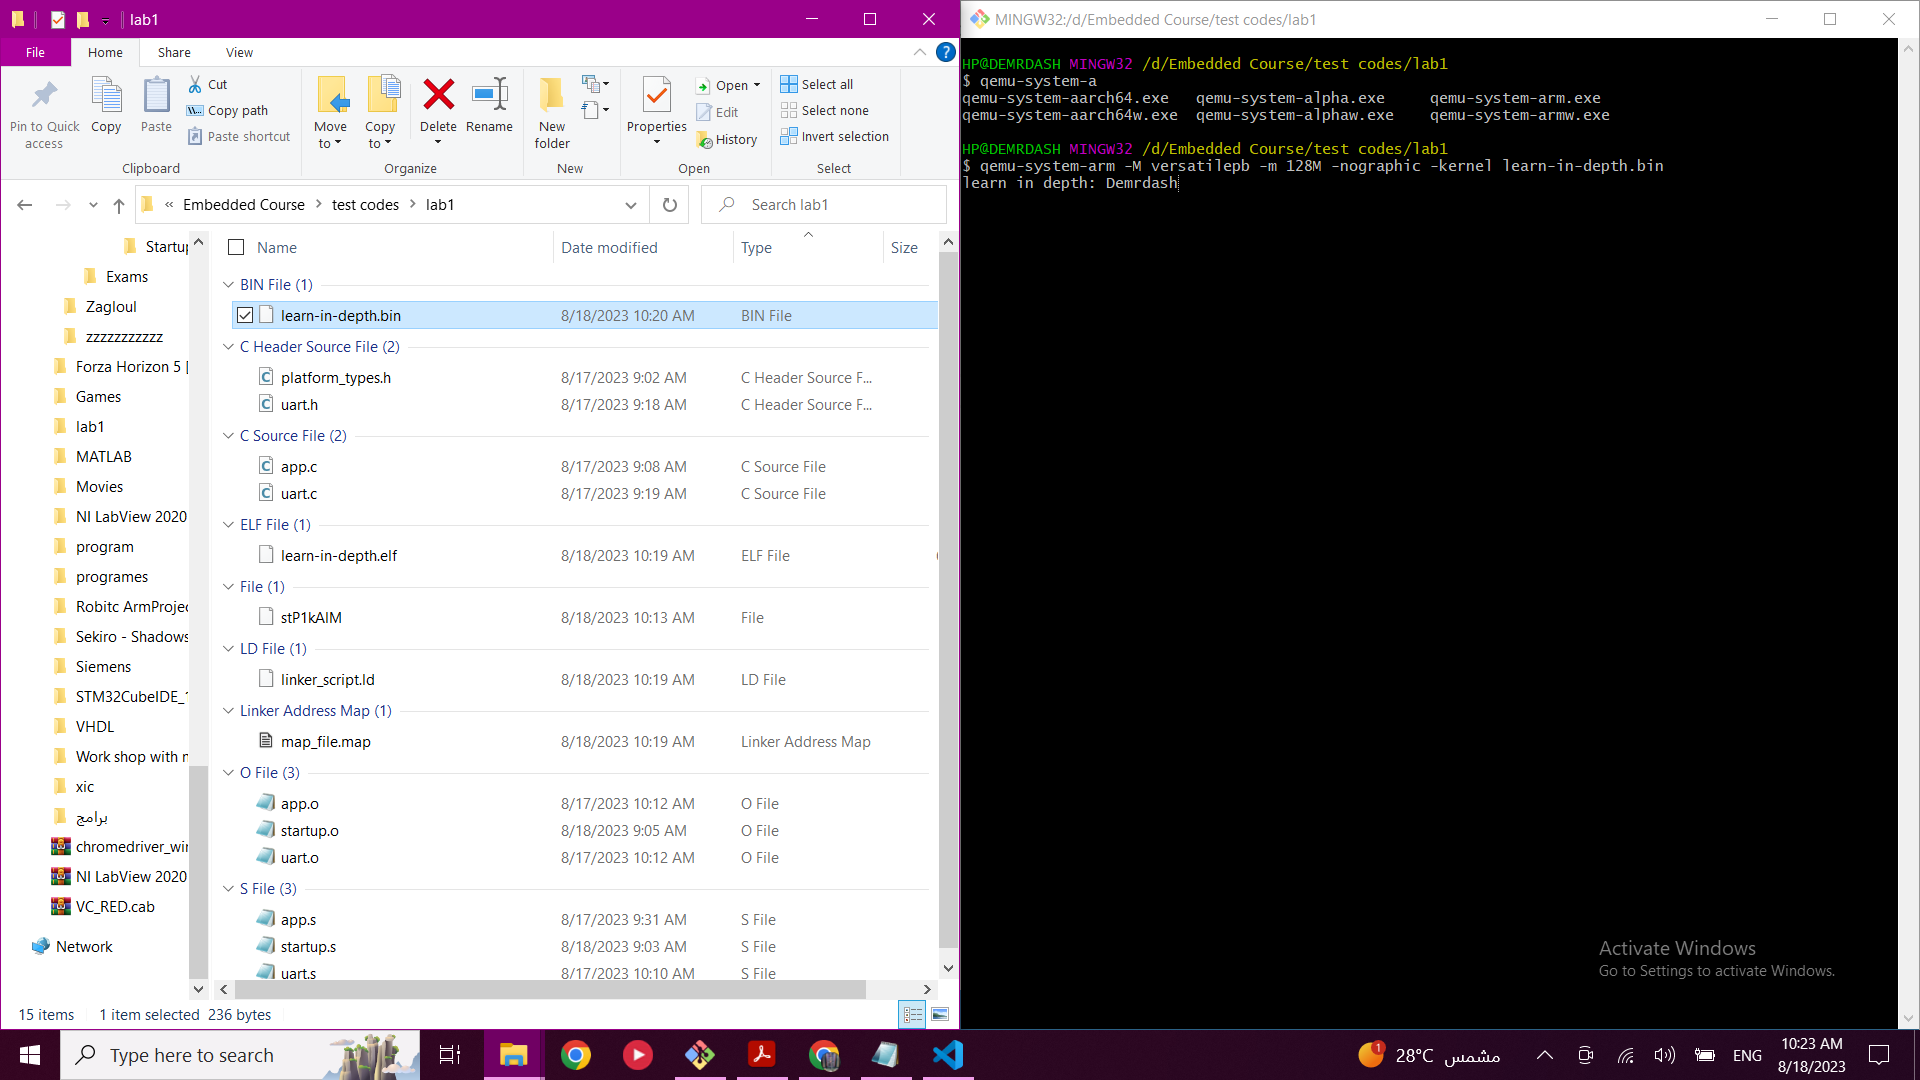 lab1
File
Home
Share
View
Pin to Quick access
Copy
Paste
Cut
Copy path
Paste shortcut
Clipboard
Move to
Copy to
Delete
Rename
Organize
New folder
New
Properties
Open
Edit
History
Open
Select all
Select none
Invert selection
Select
« Embedded Course > test codes > lab1
Search lab1
Startup
Exams
Zagloul
zzzzzzzzzzz
Forza Horizon 5 [
Games
lab1
MATLAB
Movies
NI LabView 2020
program
programes
Robitc ArmProjec
Sekiro - Shadows
Siemens
STM32CubeIDE_1
VHDL
Work shop with m
xic
برامج
chromedriver_win
NI LabView 2020
VC_RED.cab
Network
Name Date modified Type Size
BIN File (1)
learn-in-depth.bin 8/18/2023 10:20 AM BIN File
C Header Source File (2)
platform_types.h 8/17/2023 9:02 AM C Header Source F...
uart.h 8/17/2023 9:18 AM C Header Source F...
C Source File (2)
app.c 8/17/2023 9:08 AM C Source File
uart.c 8/17/2023 9:19 AM C Source File
ELF File (1)
learn-in-depth.elf 8/18/2023 10:19 AM ELF File
File (1)
stP1kAIM 8/18/2023 10:13 AM File
LD File (1)
linker_script.ld 8/18/2023 10:19 AM LD File
Linker Address Map (1)
map_file.map 8/18/2023 10:19 AM Linker Address Map
O File (3)
app.o 8/17/2023 10:12 AM O File
startup.o 8/18/2023 9:05 AM O File
uart.o 8/17/2023 10:12 AM O File
S File (3)
app.s 8/17/2023 9:31 AM S File
startup.s 8/18/2023 9:03 AM S File
uart.s 8/17/2023 10:10 AM S File
15 items 1 item selected 236 bytes
MINGW32:/d/Embedded Course/test codes/lab1
HP@DEMRDASH MINGW32 /d/Embedded Course/test codes/lab1
$ qemu-system-a
qemu-system-aarch64.exe qemu-system-alpha.exe qemu-system-arm.exe
qemu-system-aarch64w.exe qemu-system-alphaw.exe qemu-system-armw.exe
HP@DEMRDASH MINGW32 /d/Embedded Course/test codes/lab1
$ qemu-system-arm -M versatilepb -m 128M -nographic -kernel learn-in-depth.bin
learn in depth: Demrdash
Activate Windows
Go to Settings to activate Windows.
Type here to search
1
28°C مشمس
ENG
10:23 AM
8/18/2023